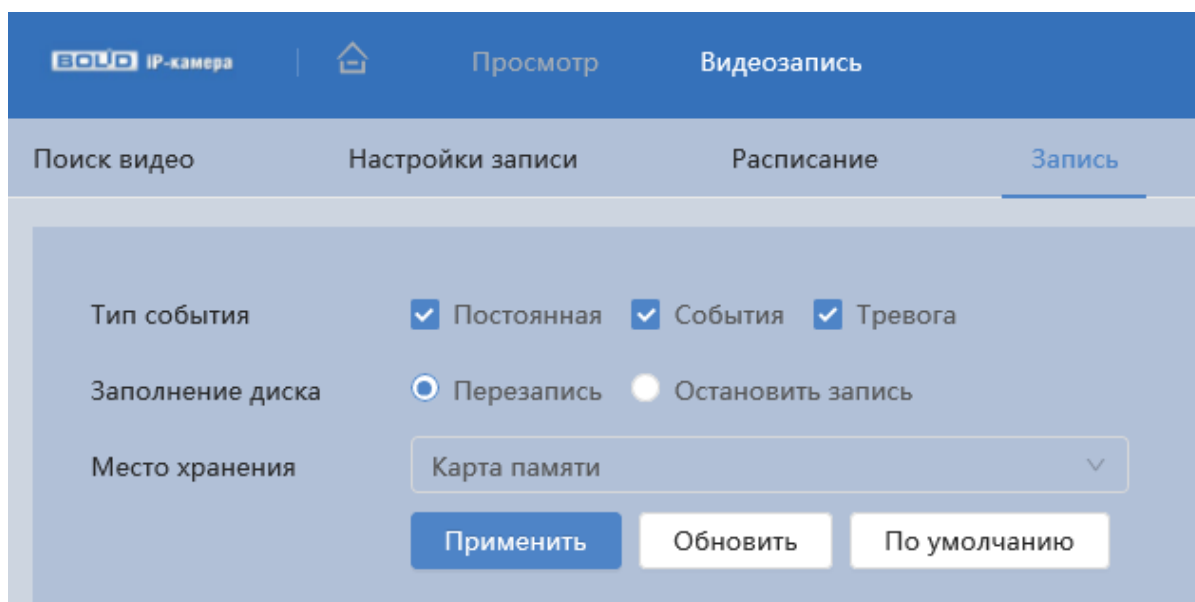 BOLID IP-камера Просмотр Видеозапись
Поиск видео Настройки записи Расписание Запись
Тип события Постоянная События Тревога
Заполнение диска Перезапись Остановить запись
Место хранения Карта памяти
Применить Обновить По умолчанию